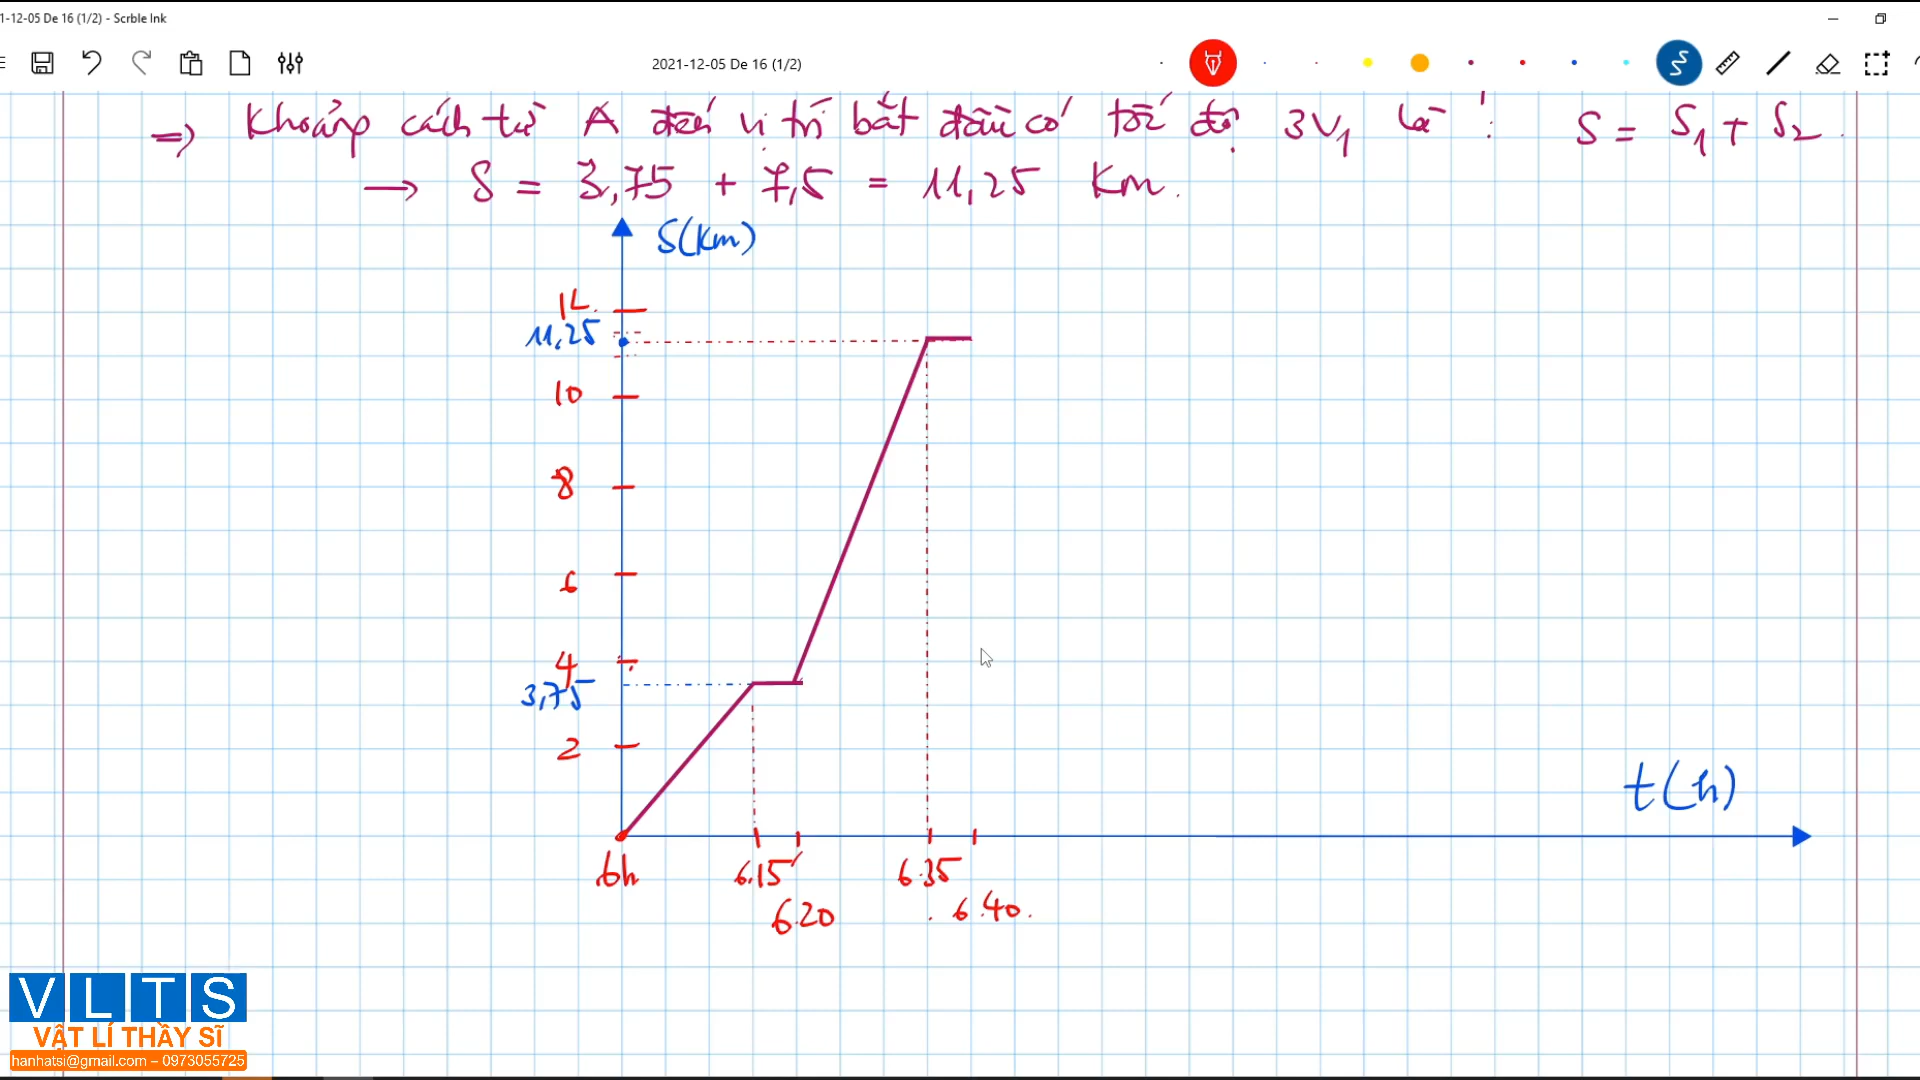 1-12-05 De 16 (1/2) - Scrble Ink
2021-12-05 De 16 (1/2)
=> Khoảng cách từ A đến vị trí bắt đầu có tốc độ 3V1 là: S = S1 + S2.
→ S = 3,75 + 7,5 = 11,25 Km.
S(Km)
12
11,25
10
8
6
4
3,75
2
t(h)
6h
6.15'
6.35
6.20
6.40.
VLTS
VẬT LÍ THẦY SĨ
hanhatsi@gmail.com – 0973055725